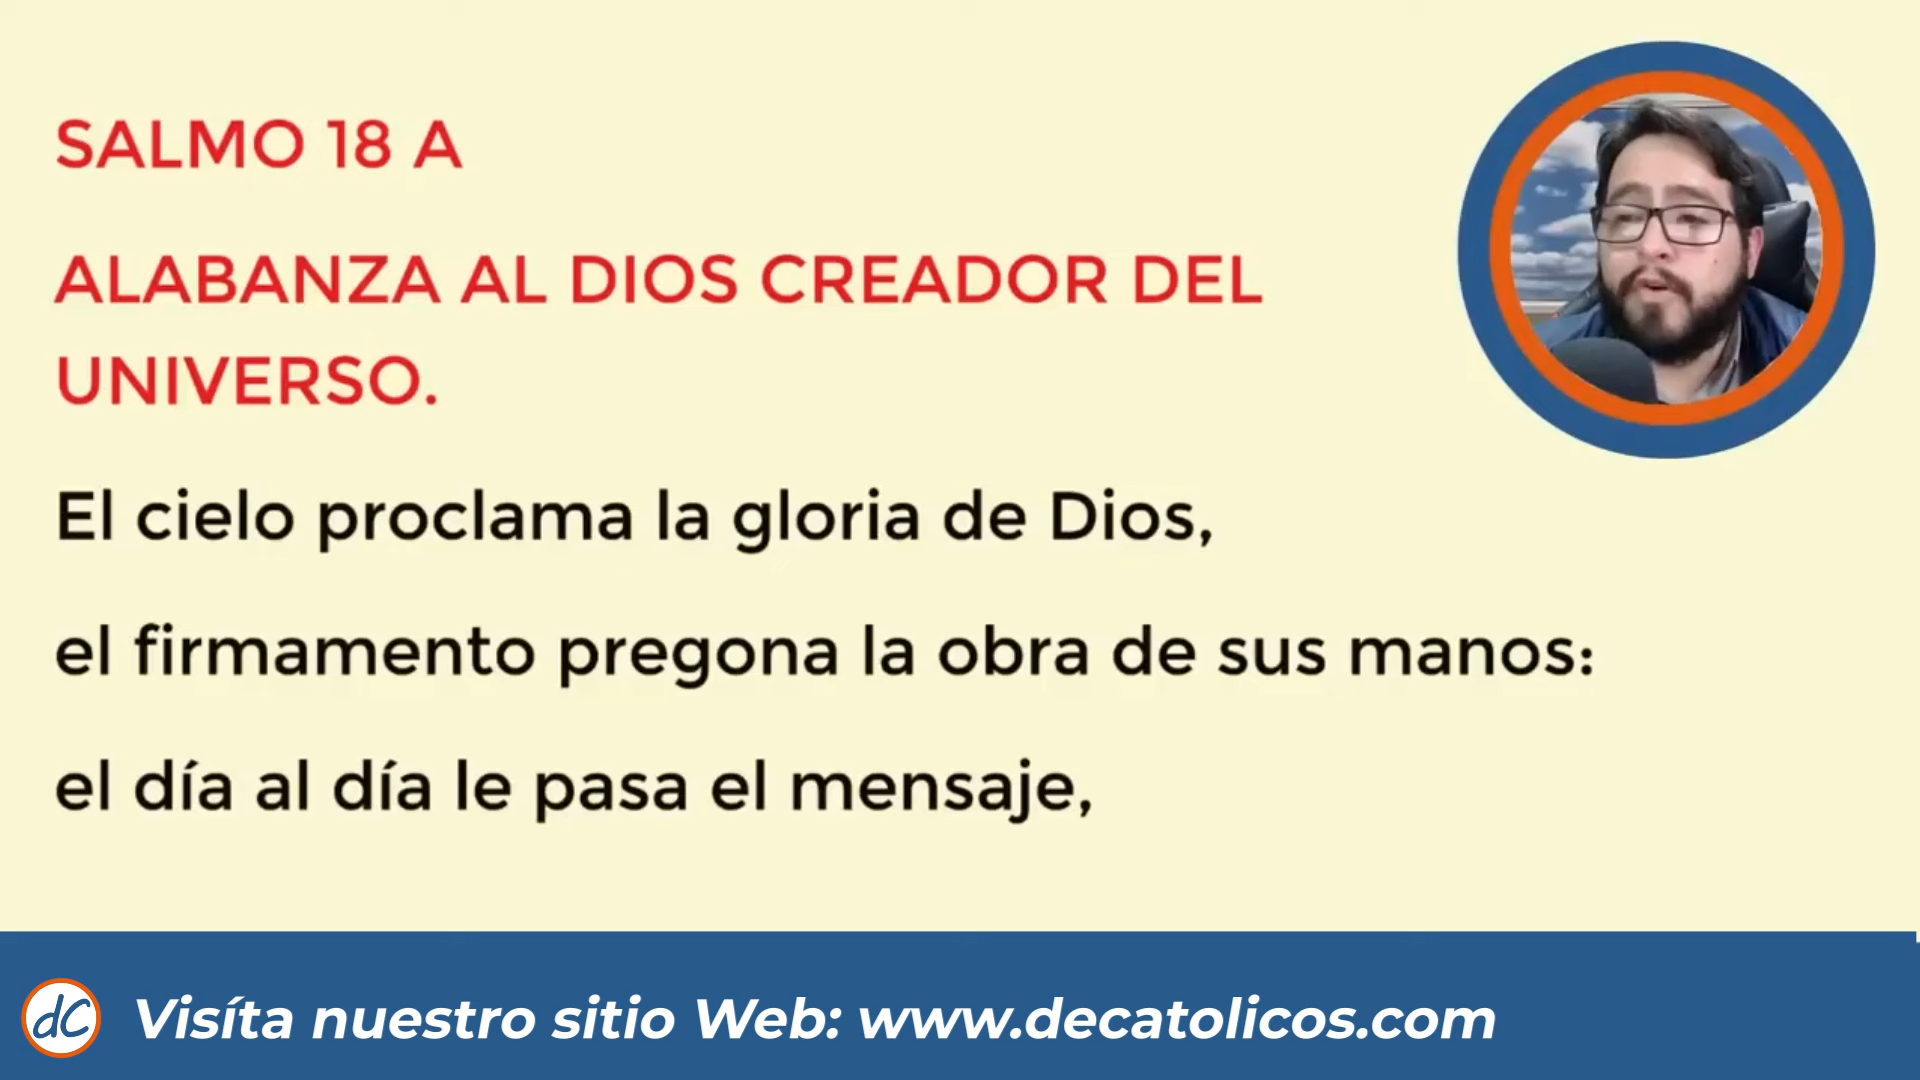 SALMO 18 A
ALABANZA AL DIOS CREADOR DEL
UNIVERSO.
El cielo proclama la gloria de Dios,
el firmamento pregona la obra de sus manos:
el día al día le pasa el mensaje,
dC Visíta nuestro sitio Web: www.decatolicos.com